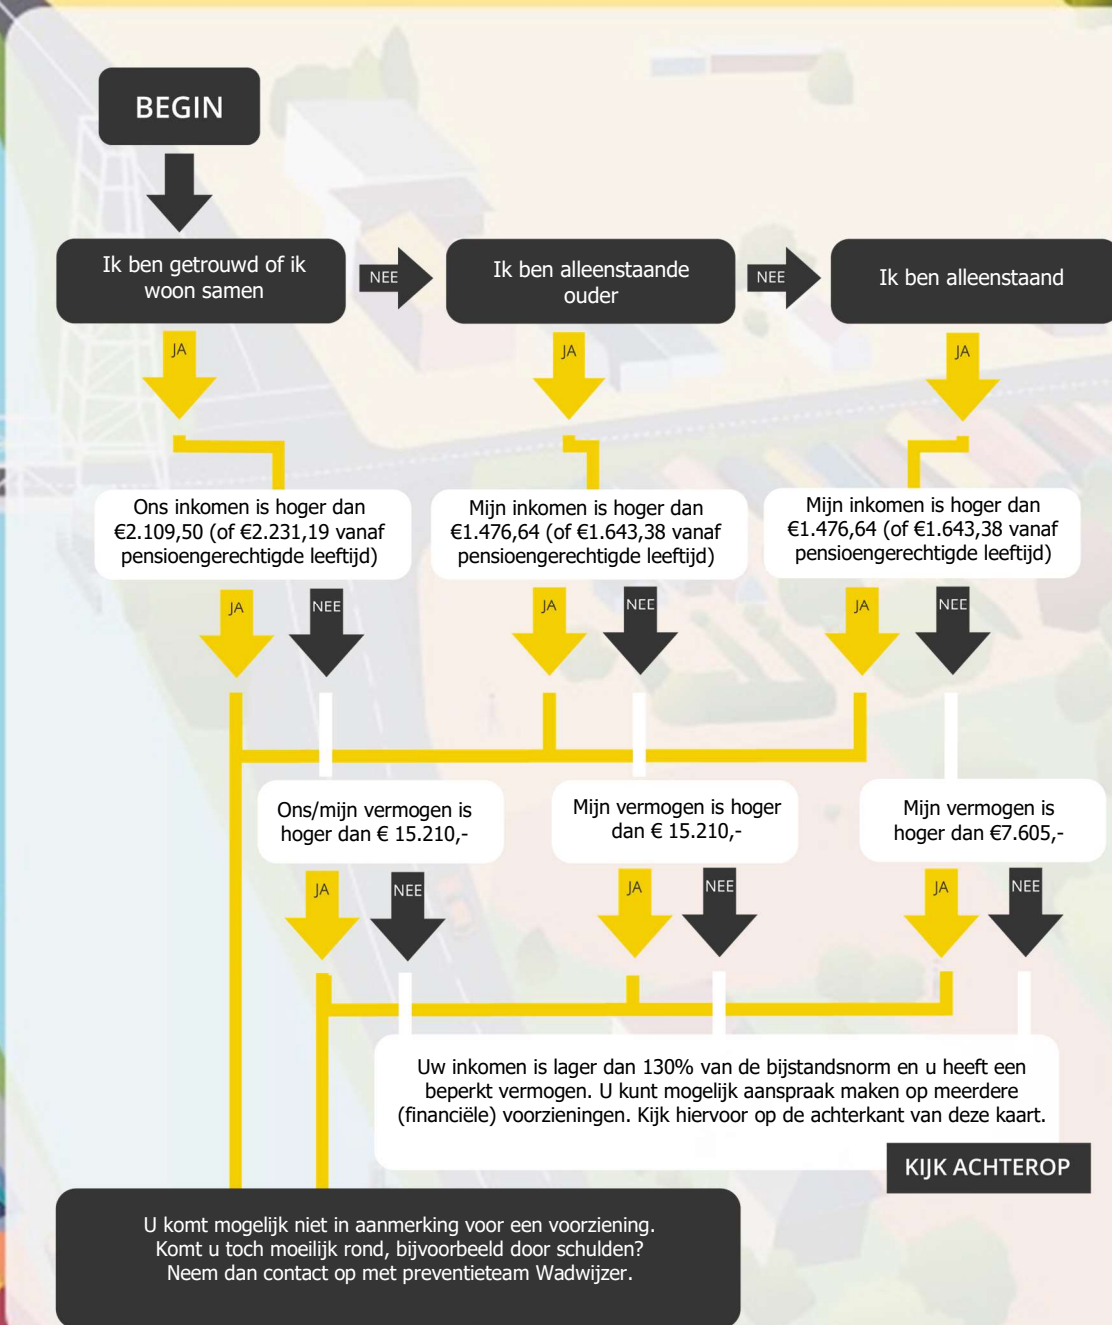 BEGIN
Ik ben getrouwd of ik
woon samen
NEE
Ik ben alleenstaande
ouder
NEE
Ik ben alleenstaand
JA
JA
JA
Ons inkomen is hoger dan
€2.109,50 (of €2.231,19 vanaf
pensioengerechtigde leeftijd)
Mijn inkomen is hoger dan
€1.476,64 (of €1.643,38 vanaf
pensioengerechtigde leeftijd)
Mijn inkomen is hoger dan
€1.476,64 (of €1.643,38 vanaf
pensioengerechtigde leeftijd)
JA
NEE
JA
NEE
JA
NEE
Ons/mijn vermogen is
hoger dan € 15.210,-
Mijn vermogen is hoger
dan € 15.210,-
Mijn vermogen is
hoger dan €7.605,-
JA
NEE
JA
NEE
JA
NEE
Uw inkomen is lager dan 130% van de bijstandsnorm en u heeft een
beperkt vermogen. U kunt mogelijk aanspraak maken op meerdere
(financiële) voorzieningen. Kijk hiervoor op de achterkant van deze kaart.
KIJK ACHTEROP
U komt mogelijk niet in aanmerking voor een voorziening.
Komt u toch moeilijk rond, bijvoorbeeld door schulden?
Neem dan contact op met preventieteam Wadwijzer.